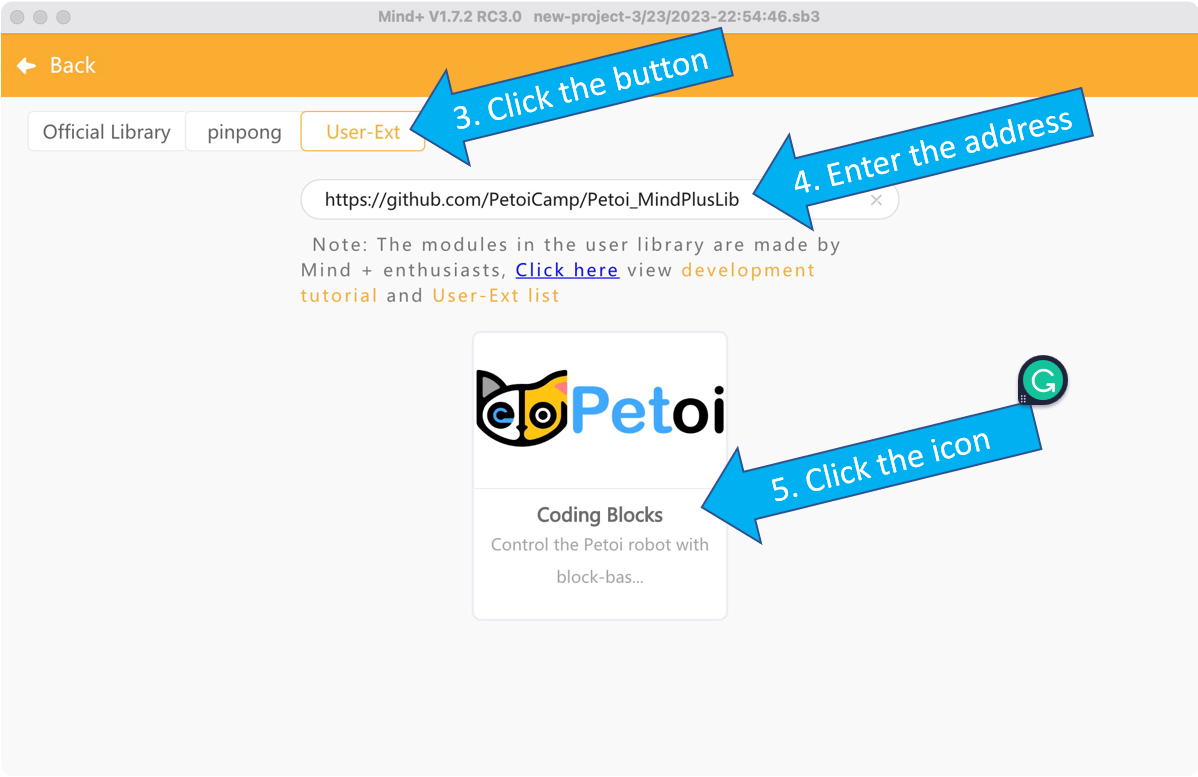 Mind+ V1.7.2 RC3.0 new-project-3/23/2023-22:54:46.sb3
Back
3. Click the button
Official Library
pinpong
User-Ext
4. Enter the address
https://github.com/PetoiCamp/Petoi_MindPlusLib
Note: The modules in the user library are made by
Mind + enthusiasts, Click here view development
tutorial and User-Ext list
Petoi
G
5. Click the icon
Coding Blocks
Control the Petoi robot with
block-bas...